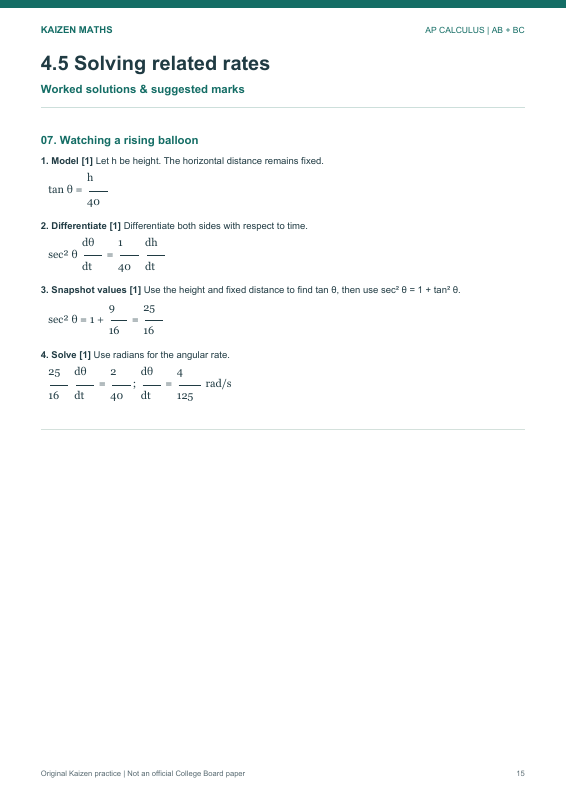 KAIZEN MATHS
AP CALCULUS | AB + BC
4.5 Solving related rates
Worked solutions & suggested marks
07. Watching a rising balloon
1. Model [1] Let h be height. The horizontal distance remains fixed.
tan θ = h/40
2. Differentiate [1] Differentiate both sides with respect to time.
sec² θ dθ/dt = 1/40 dh/dt
3. Snapshot values [1] Use the height and fixed distance to find tan θ, then use sec² θ = 1 + tan² θ.
sec² θ = 1 + 9/16 = 25/16
4. Solve [1] Use radians for the angular rate.
25/16 dθ/dt = 2/40 ; dθ/dt = 4/125 rad/s
Original Kaizen practice | Not an official College Board paper
15